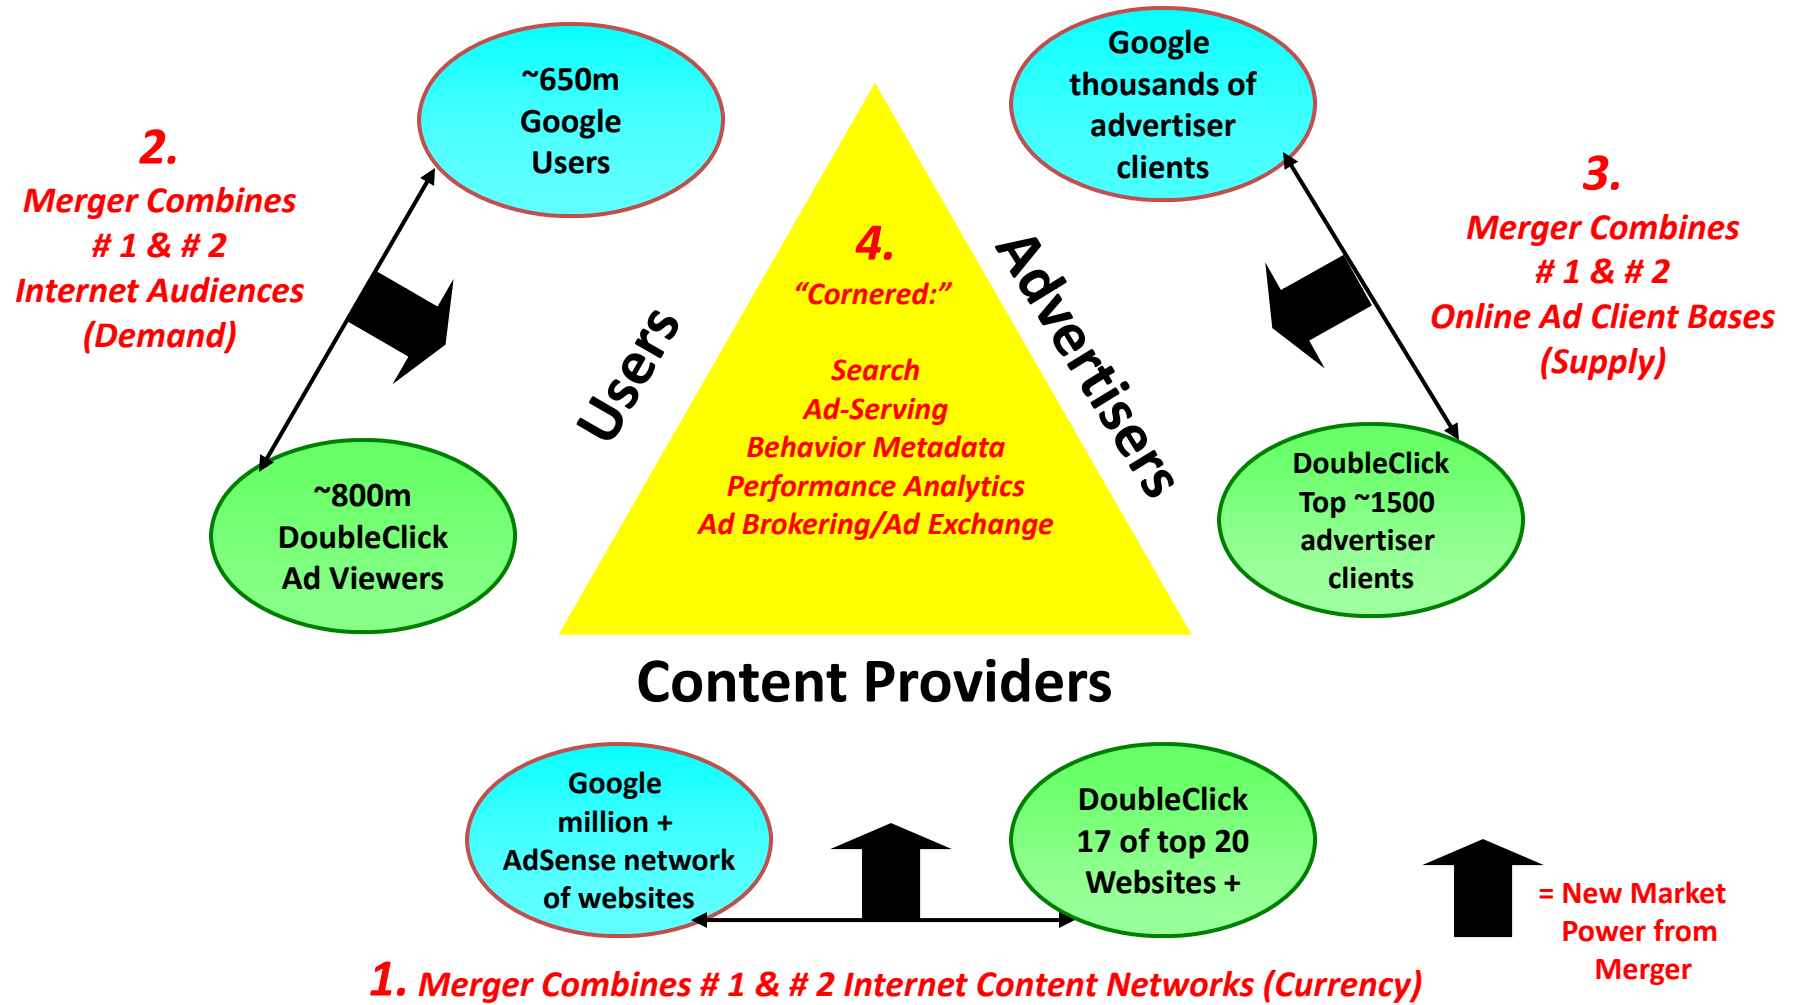 ~650m
Google
Users
Google
thousands of
advertiser
clients
2.
Merger Combines
# 1 & # 2
Internet Audiences
(Demand)
3.
Merger Combines
# 1 & # 2
Online Ad Client Bases
(Supply)
4.
“Cornered:”
Search
Ad-Serving
Behavior Metadata
Performance Analytics
Ad Brokering/Ad Exchange
Users
Advertisers
~800m
DoubleClick
Ad Viewers
DoubleClick
Top ~1500
advertiser
clients
Content Providers
Google
million +
AdSense network
of websites
DoubleClick
17 of top 20
Websites +
= New Market
Power from
Merger
1. Merger Combines # 1 & # 2 Internet Content Networks (Currency)